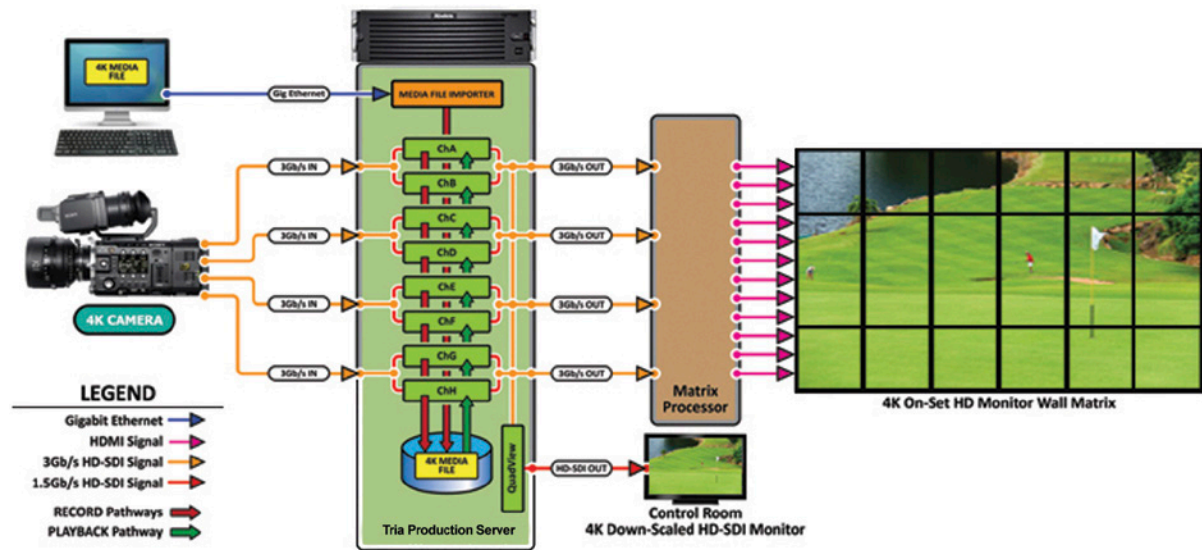 4K MEDIA
FILE
Gig Ethernet
MEDIA FILE IMPORTER
ChA
ChB
ChC
ChD
ChE
ChF
ChG
ChH
3Gb/s IN
3Gb/s IN
3Gb/s IN
3Gb/s IN
3Gb/s OUT
3Gb/s OUT
3Gb/s OUT
3Gb/s OUT
4K MEDIA
FILE
QuadView
Tria Production Server
HD-SDI OUT
Matrix
Processor
4K On-Set HD Monitor Wall Matrix
Control Room
4K Down-Scaled HD-SDI Monitor
SONY
4K CAMERA
LEGEND
Gigabit Ethernet
HDMI Signal
3Gb/s HD-SDI Signal
1.5Gb/s HD-SDI Signal
RECORD Pathways
PLAYBACK Pathway